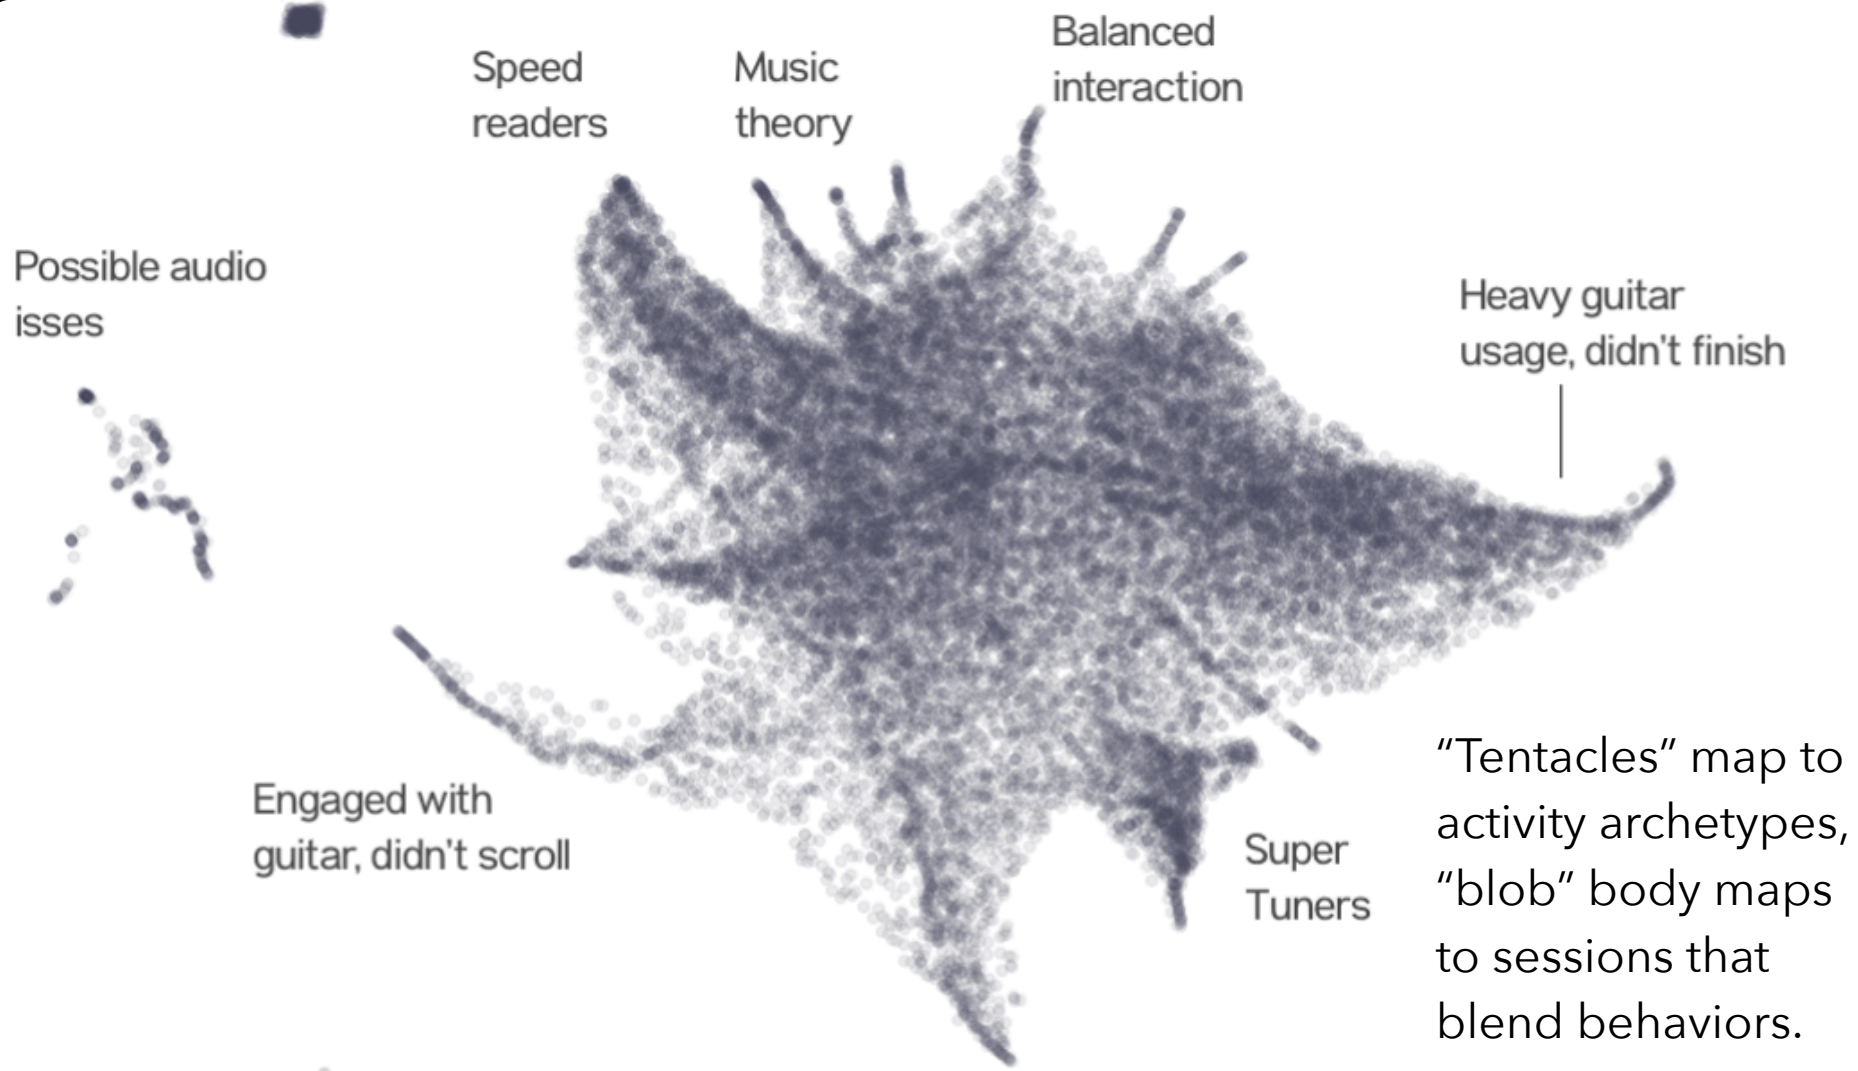 Speed
readers
Music
theory
Balanced
interaction
Possible audio
isses
Heavy guitar
usage, didn't finish
Engaged with
guitar, didn't scroll
Super
Tuners
“Tentacles” map to
activity archetypes,
“blob” body maps
to sessions that
blend behaviors.